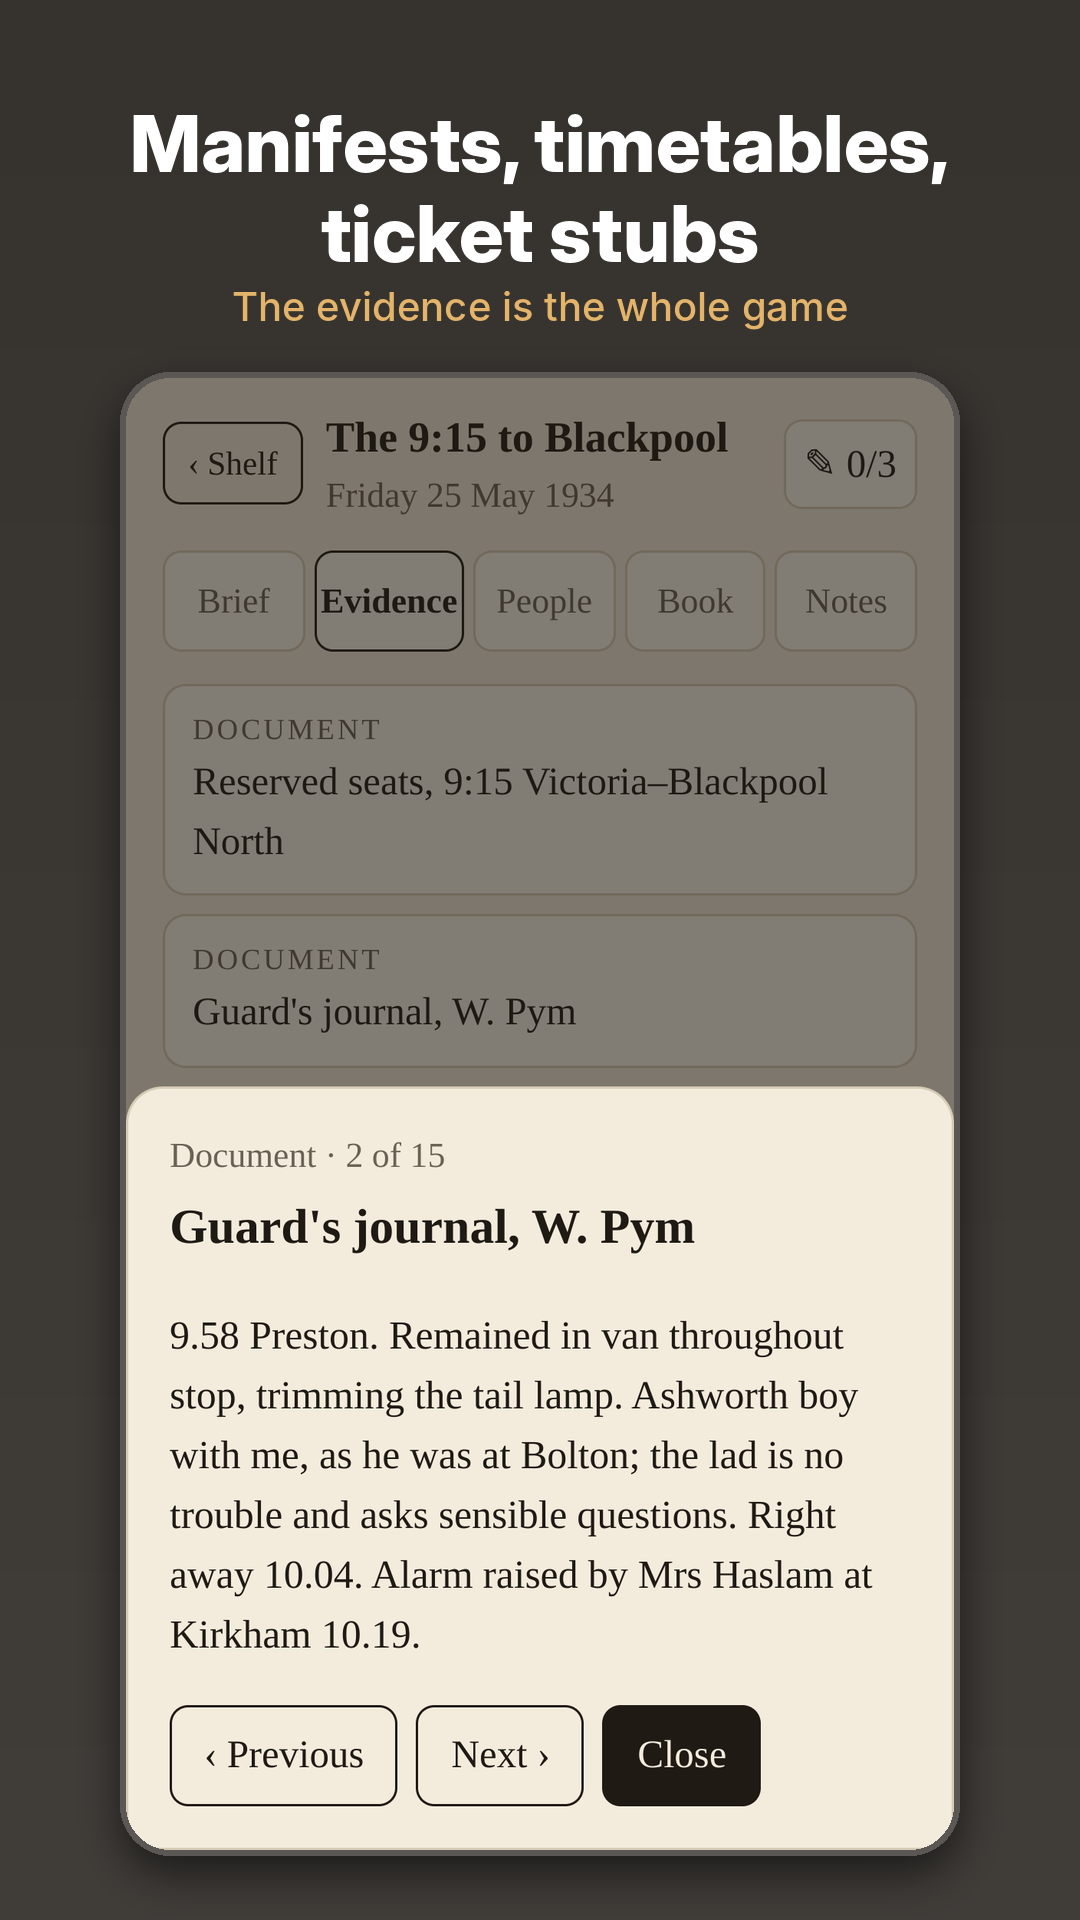 Manifests, timetables,
ticket stubs
The evidence is the whole game
‹ Shelf
The 9:15 to Blackpool
Friday 25 May 1934
✎ 0/3
Brief
Evidence
People
Book
Notes
DOCUMENT
Reserved seats, 9:15 Victoria–Blackpool
North
DOCUMENT
Guard's journal, W. Pym
Document · 2 of 15
Guard's journal, W. Pym
9.58 Preston. Remained in van throughout
stop, trimming the tail lamp. Ashworth boy
with me, as he was at Bolton; the lad is no
trouble and asks sensible questions. Right
away 10.04. Alarm raised by Mrs Haslam at
Kirkham 10.19.
‹ Previous
Next ›
Close